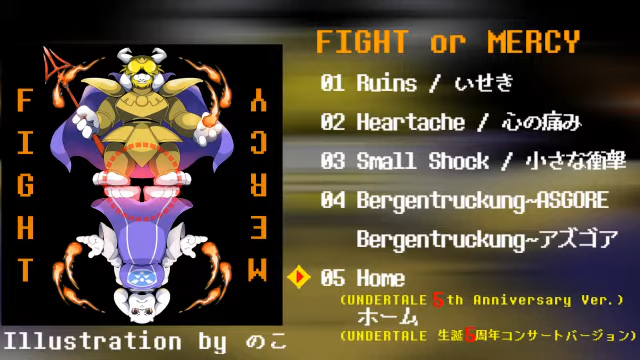 FIGHT
MERCY
Illustration by のこ
FIGHT or MERCY
01 Ruins / いせき
02 Heartache / 心の痛み
03 Small Shock / 小さな衝撃
04 Bergentruckung~ASGORE
Bergentruckung~アズゴア
05 Home
(UNDERTALE 5th Anniversary Ver.)
ホーム
(UNDERTALE 生誕5周年コンサートバージョン)